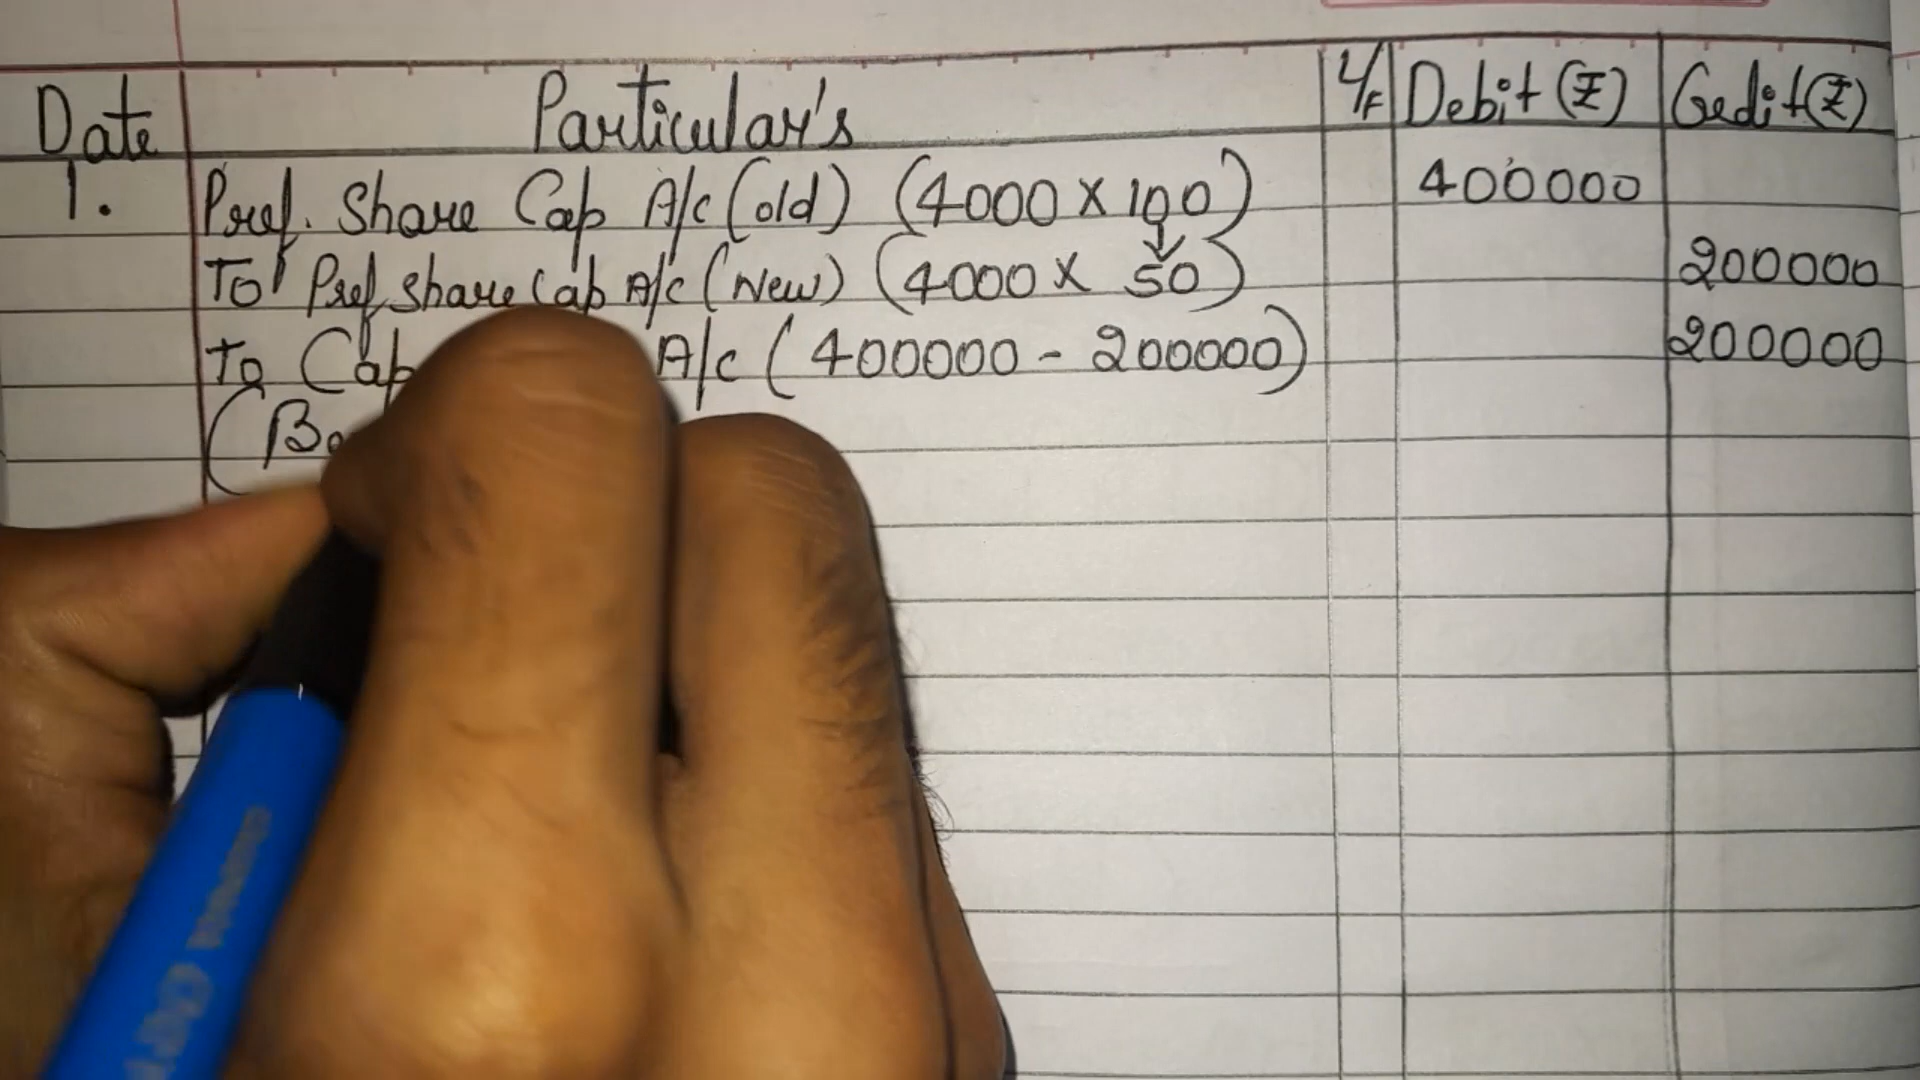 Date Particular's L/F Debit (₹) Credit (₹)
1. Pref. Share Cap A/c (old) (4000 × 100) 400000
To Pref Share Cap A/c (New) (4000 × 50) 200000
To Cap A/c (400000 - 200000) 200000
(Be